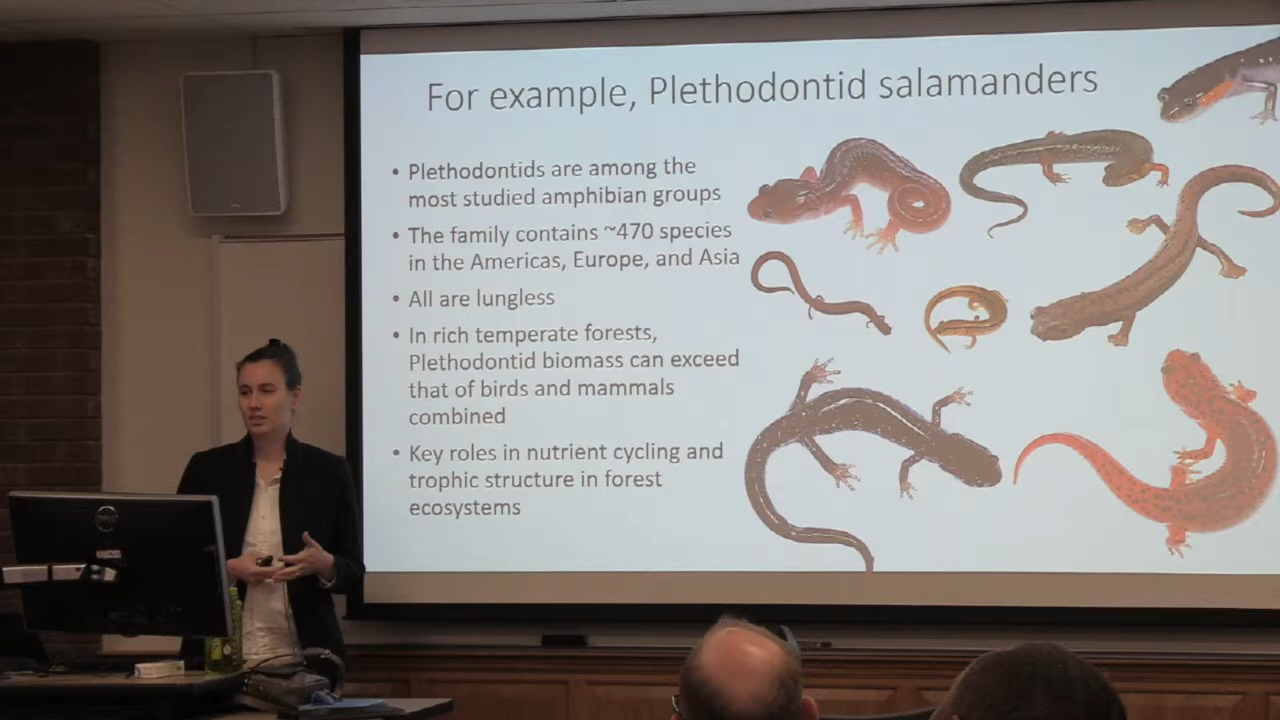 For example, Plethodontid salamanders
• Plethodontids are among the
most studied amphibian groups
• The family contains ~470 species
in the Americas, Europe, and Asia
• All are lungless
• In rich temperate forests,
Plethodontid biomass can exceed
that of birds and mammals
combined
• Key roles in nutrient cycling and
trophic structure in forest
ecosystems